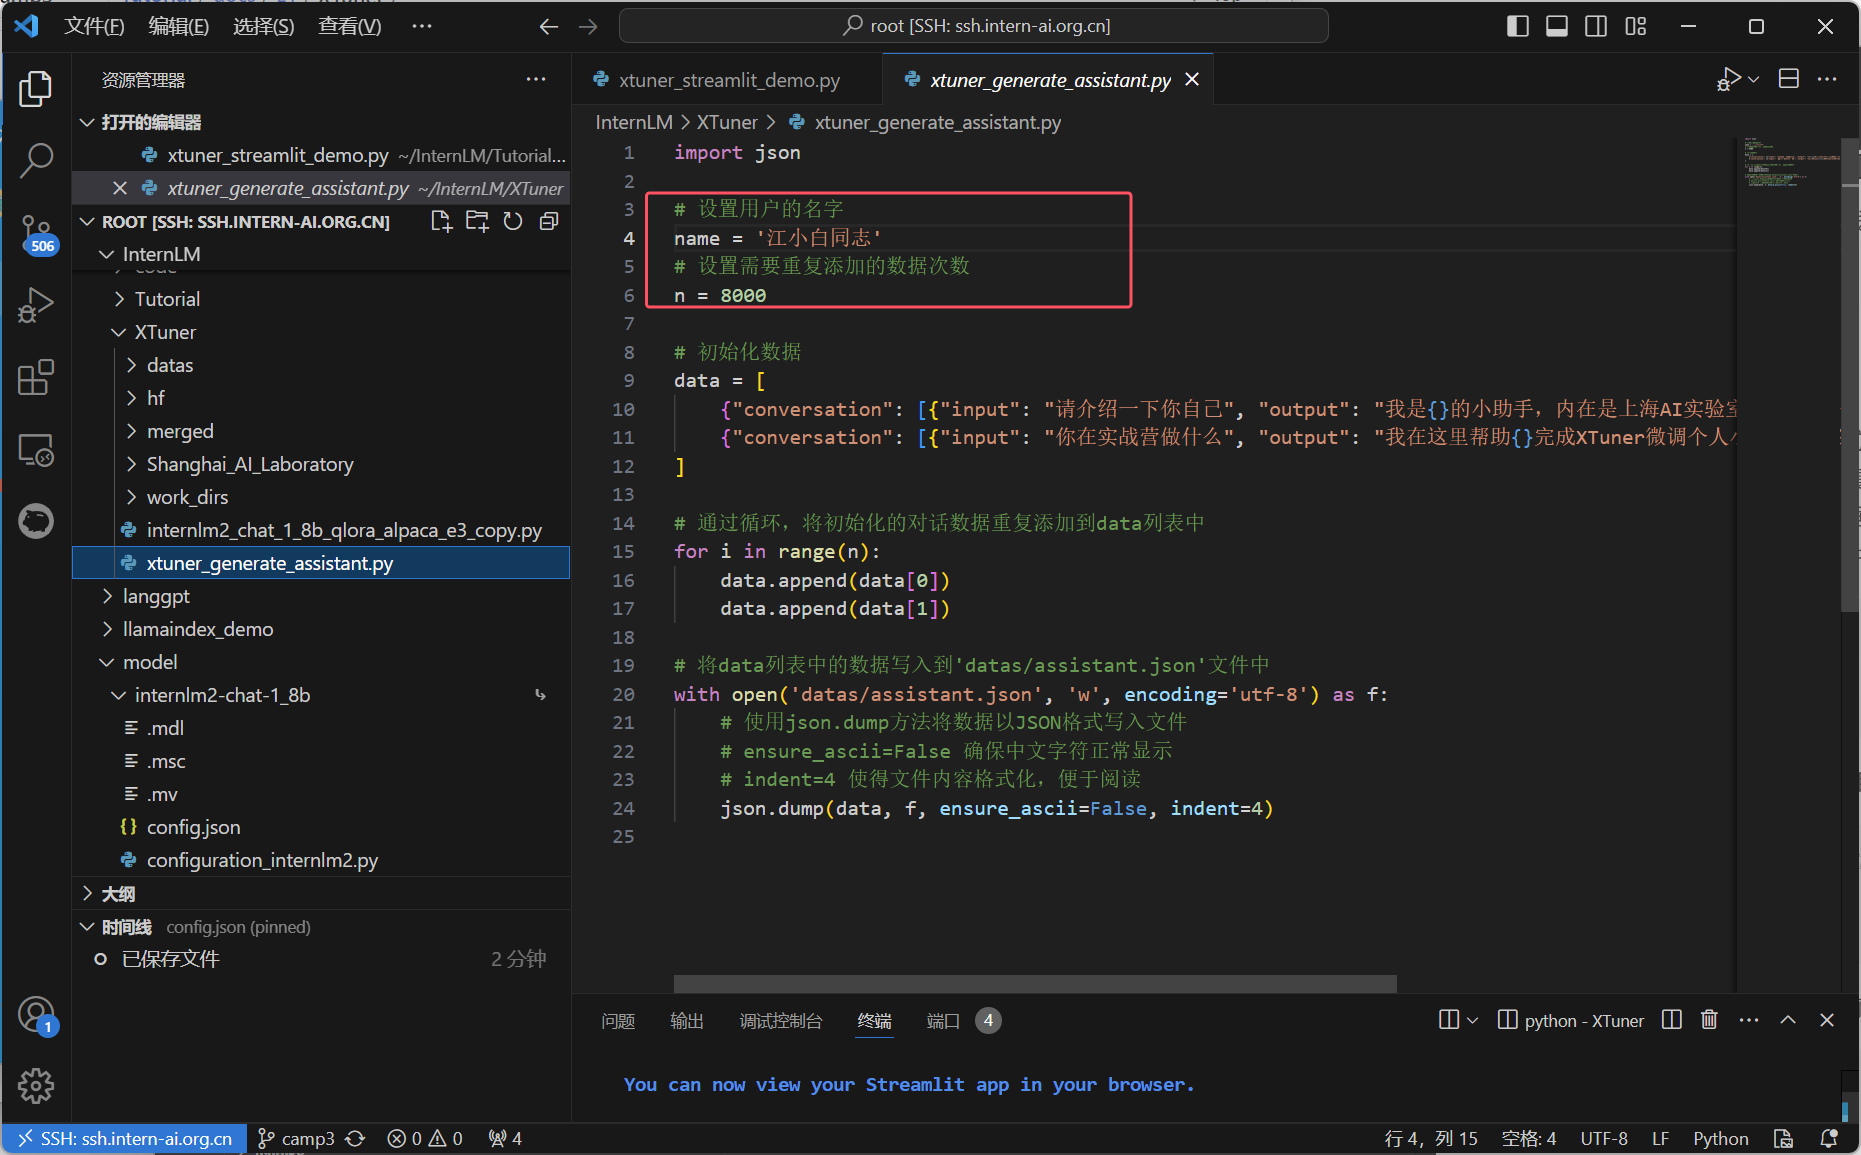 文件(F) 编辑(E) 选择(S) 查看(V) ··· root [SSH: ssh.intern-ai.org.cn]
资源管理器
打开的编辑器
xtuner_streamlit_demo.py ~/InternLM/Tutorial...
xtuner_generate_assistant.py ~/InternLM/XTuner
ROOT [SSH: SSH.INTERN-AI.ORG.CN]
506
InternLM
code
Tutorial
XTuner
datas
hf
merged
Shanghai_AI_Laboratory
work_dirs
internlm2_chat_1_8b_qlora_alpaca_e3_copy.py
xtuner_generate_assistant.py
langgpt
llamaindex_demo
model
internlm2-chat-1_8b
.mdl
.msc
.mv
{} config.json
configuration_internlm2.py
大纲
时间线 config.json (pinned)
已保存文件 2 分钟
1
xtuner_streamlit_demo.py xtuner_generate_assistant.py
InternLM > XTuner > xtuner_generate_assistant.py
1 import json
2
3 # 设置用户的名字
4 name = '江小白同志'
5 # 设置需要重复添加的数据次数
6 n = 8000
7
8 # 初始化数据
9 data = [
10 {"conversation": [{"input": "请介绍一下你自己", "output": "我是{}的小助手，内在是上海AI实验室
11 {"conversation": [{"input": "你在实战营做什么", "output": "我在这里帮助{}完成XTuner微调个人小
12 ]
13
14 # 通过循环，将初始化的对话数据重复添加到data列表中
15 for i in range(n):
16 data.append(data[0])
17 data.append(data[1])
18
19 # 将data列表中的数据写入到'datas/assistant.json'文件中
20 with open('datas/assistant.json', 'w', encoding='utf-8') as f:
21 # 使用json.dump方法将数据以JSON格式写入文件
22 # ensure_ascii=False 确保中文字符正常显示
23 # indent=4 使得文件内容格式化，便于阅读
24 json.dump(data, f, ensure_ascii=False, indent=4)
25
问题 输出 调试控制台 终端 端口 4 python - XTuner
You can now view your Streamlit app in your browser.
SSH: ssh.intern-ai.org.cn camp3 0 0 4 行 4，列 15 空格: 4 UTF-8 LF Python